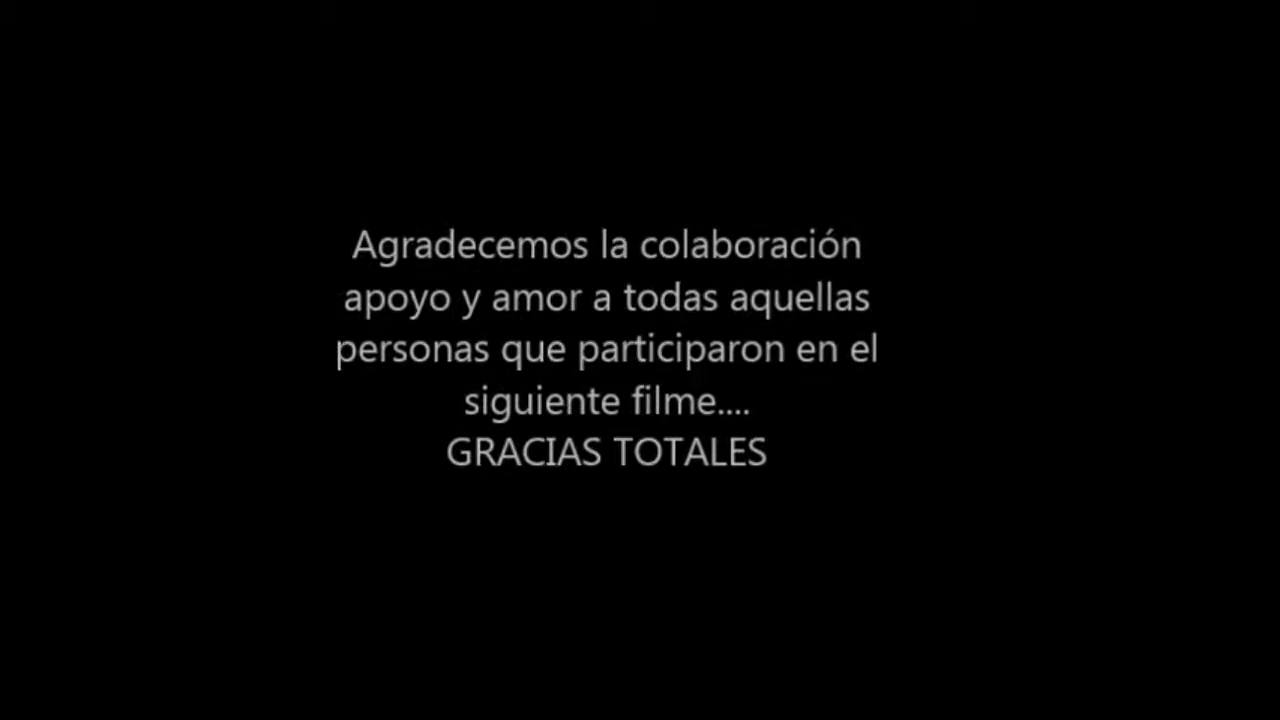 Agradecemos la colaboración
apoyo y amor a todas aquellas
personas que participaron en el
siguiente filme....
GRACIAS TOTALES